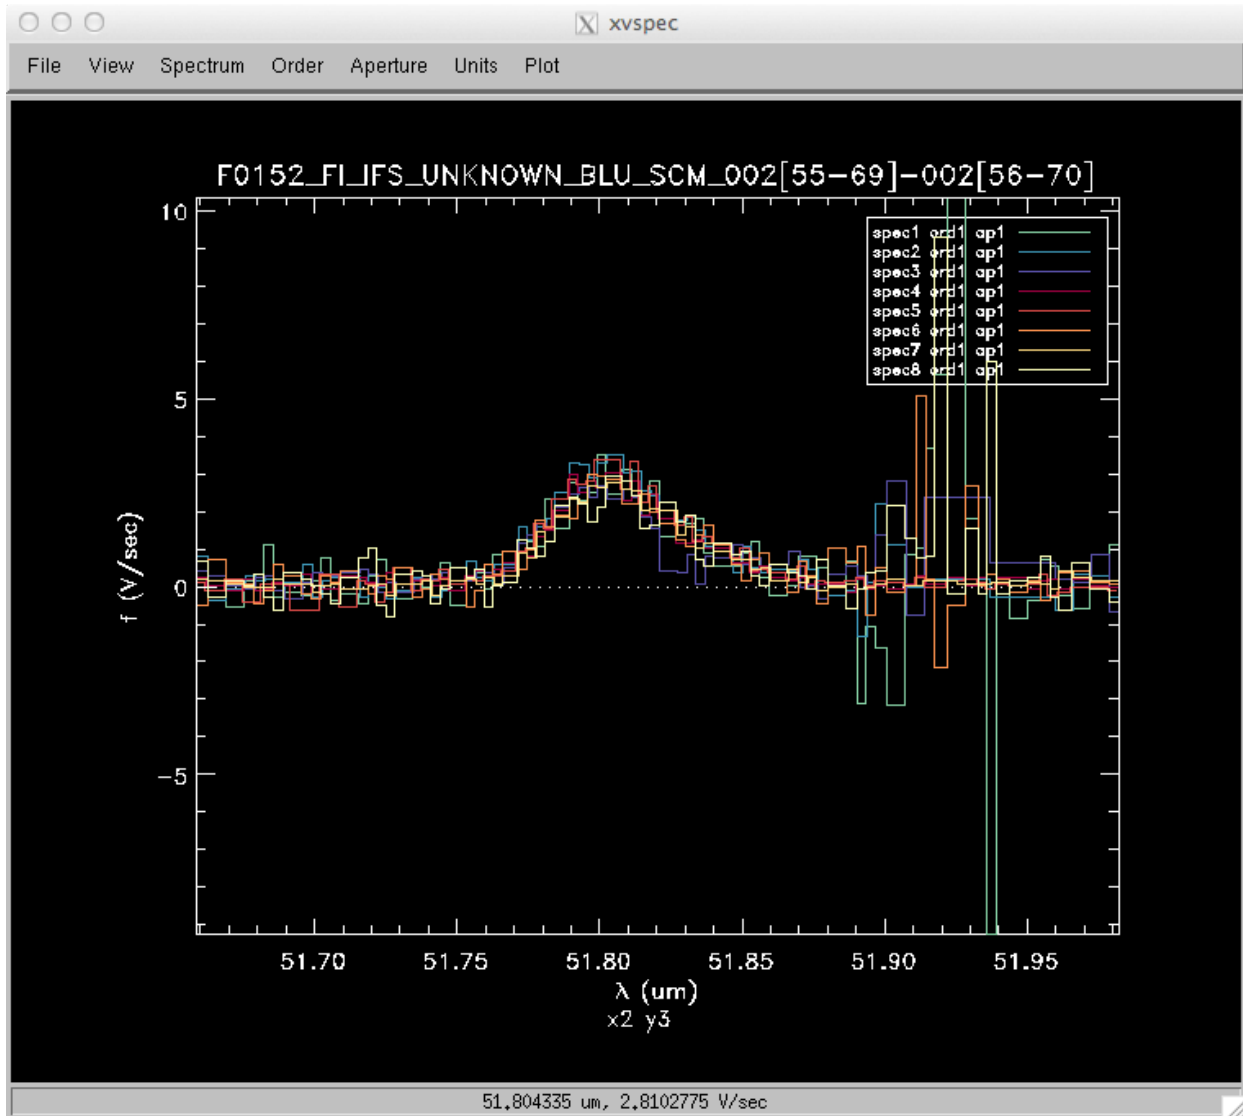 xvspec
File View Spectrum Order Aperture Units Plot
F0152_FI_IFS_UNKNOWN_BLU_SCM_002[55-69]-002[56-70]
spec1 ord1 ap1
spec2 ord1 ap1
spec3 ord1 ap1
spec4 ord1 ap1
spec5 ord1 ap1
spec6 ord1 ap1
spec7 ord1 ap1
spec8 ord1 ap1
10
5
0
-5
f (V/sec)
51.70 51.75 51.80 51.85 51.90 51.95
λ (um)
x2 y3
51.804335 um, 2.8102775 V/sec